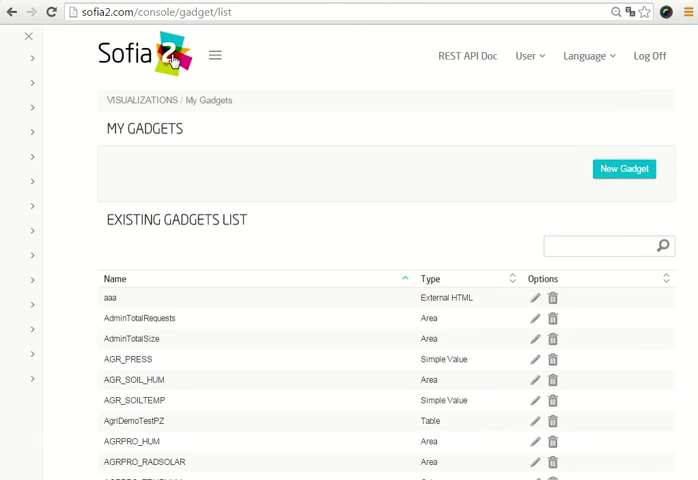 sofia2.com/console/gadget/list
Sofia2
REST API Doc User Language Log Off
VISUALIZATIONS / My Gadgets
MY GADGETS
New Gadget
EXISTING GADGETS LIST
Name Type Options
aaa External HTML
AdminTotalRequests Area
AdminTotalSize Area
AGR_PRESS Simple Value
AGR_SOIL_HUM Area
AGR_SOILTEMP Simple Value
AgriDemoTestPZ Table
AGRPRO_HUM Area
AGRPRO_RADSOLAR Area